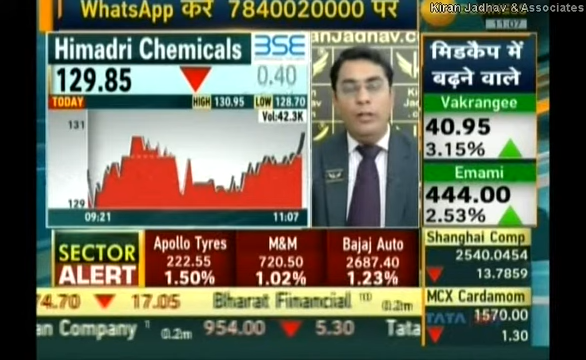 WhatsApp करें 7840020000 पर
Kiran Jadhav & Associates
11:07
Himadri Chemicals BSE
129.85 0.40
TODAY HIGH 130.95 LOW 128.70
Vol:42.3K
131
129
09:21 11:07
anJadhav.co
मिडकैप में
बढ़ने वाले
Vakrangee
40.95
3.15%
Emami
444.00
2.53%
SECTOR
ALERT
Apollo Tyres
222.55
1.50%
M&M
720.50
1.02%
Bajaj Auto
2687.40
1.23%
Shanghai Comp
2540.0454
13.7859
MCX Cardamom
1570.00
1.30
74.70 17.05 Bharat Financial 0.2m
an Company 0.2m 954.00 5.30 Tata
TATA